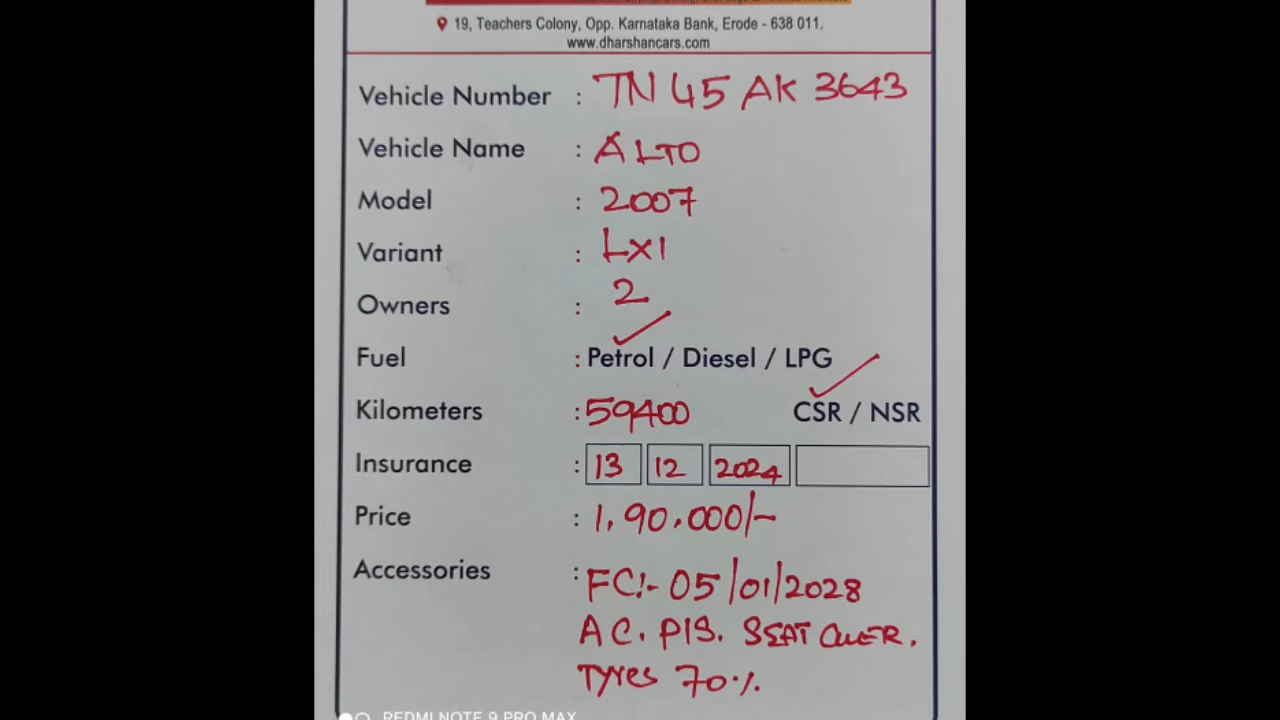 19, Teachers Colony, Opp. Karnataka Bank, Erode - 638 011.
www.dharshancars.com
Vehicle Number : TN 45 AK 3643
Vehicle Name : ALTO
Model : 2007
Variant : LXI
Owners : 2
Fuel : Petrol / Diesel / LPG
Kilometers : 59400 CSR / NSR
Insurance : 13 12 2024
Price : 1,90,000/-
Accessories : FC:- 05/01/2028
AC. P/S. SEAT COVER.
Tyres 70%
REDMI NOTE 9 PRO MAX